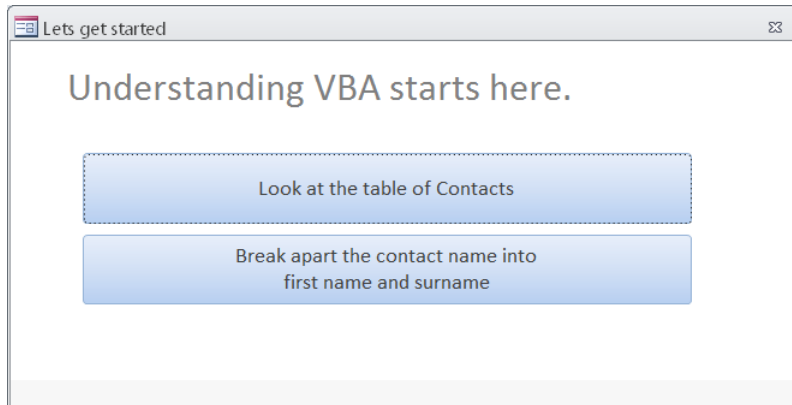 Lets get started
Understanding VBA starts here.
Look at the table of Contacts
Break apart the contact name into
first name and surname